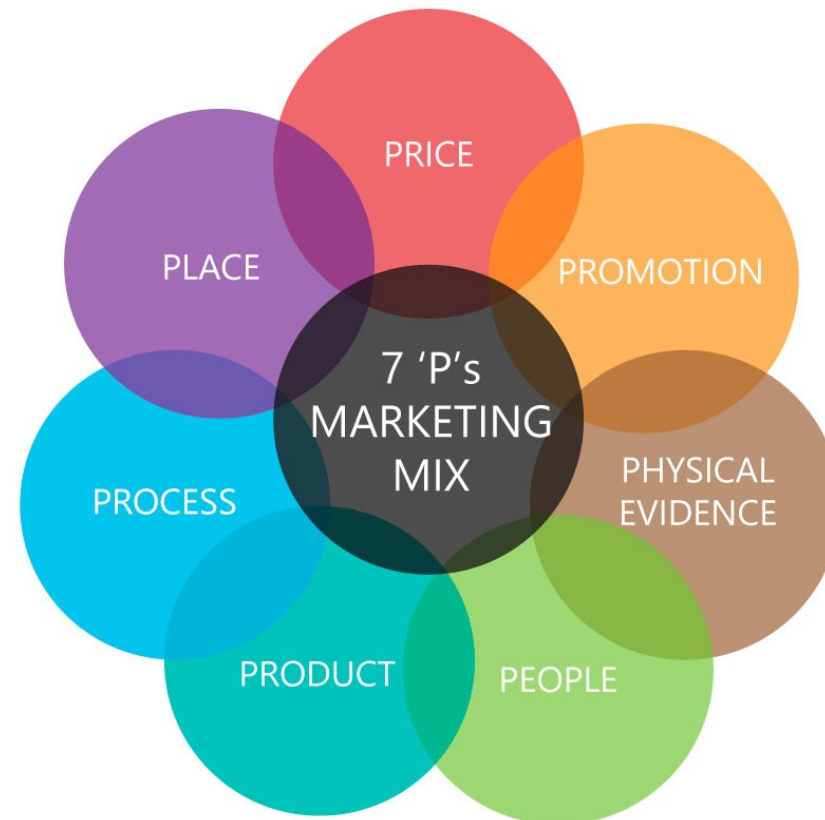 PRICE
PROMOTION
PLACE
7 ‘P’s
MARKETING
MIX
PHYSICAL
EVIDENCE
PROCESS
PRODUCT
PEOPLE